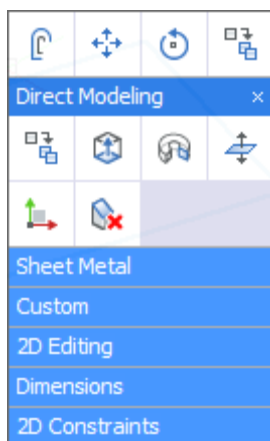 Direct Modeling
Sheet Metal
Custom
2D Editing
Dimensions
2D Constraints